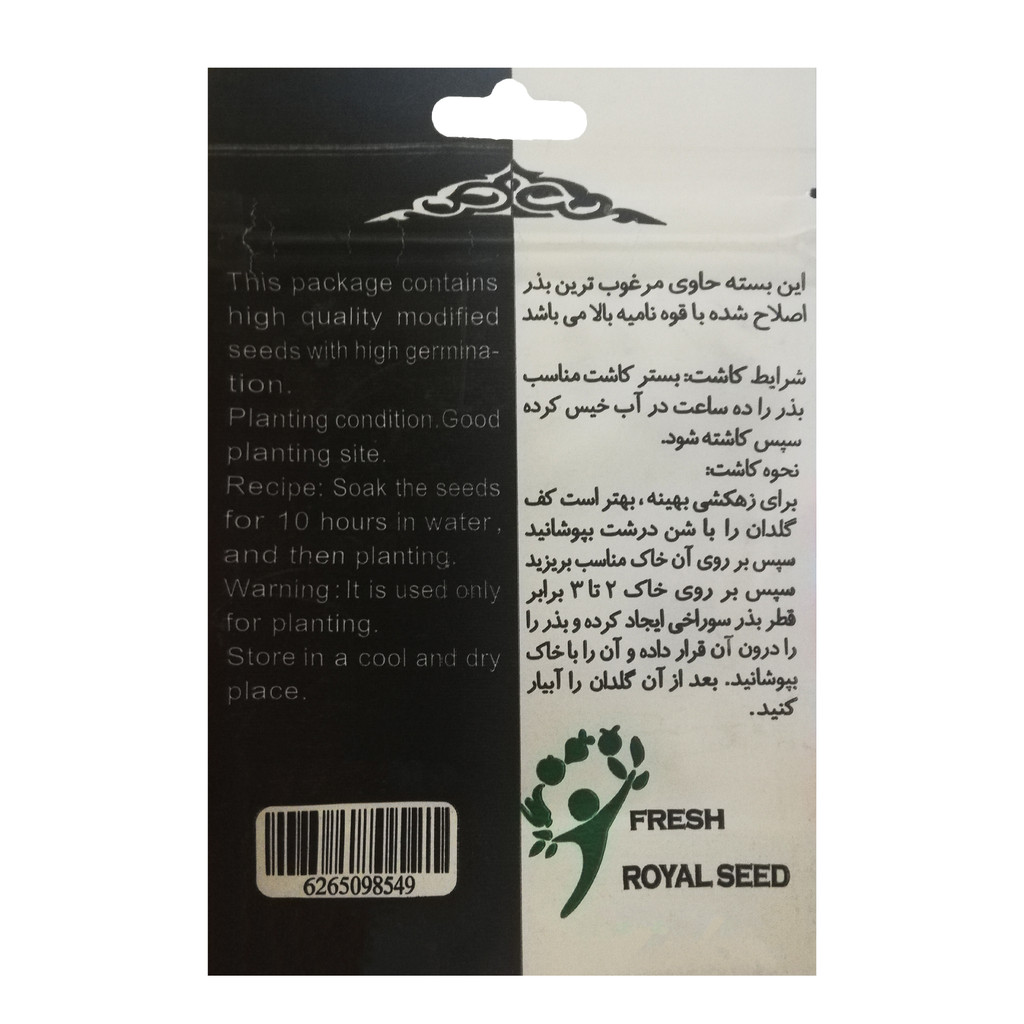 This package contains
high quality modified
seeds with high germina-
tion.
Planting condition.Good
planting site.
Recipe: Soak the seeds
for 10 hours in water,
and then planting.
Warning: It is used only
for planting.
Store in a cool and dry
place.
6265098549
این بسته حاوی مرغوب ترین بذر
اصلاح شده با قوه نامیه بالا می باشد
شرایط کاشت: بستر کاشت مناسب
بذر را ده ساعت در آب خیس کرده
سپس کاشته شود.
نحوه کاشت:
برای زهکشی بهینه، بهتر است کف
گلدان را با شن درشت بپوشانید
سپس بر روی آن خاک مناسب بریزید
سپس بر روی خاک ۲ تا ۳ برابر
قطر بذر سوراخی ایجاد کرده و بذر را
را درون آن قرار داده و آن را با خاک
بپوشانید. بعد از آن گلدان را آبیار
کنید.
FRESH
ROYAL SEED